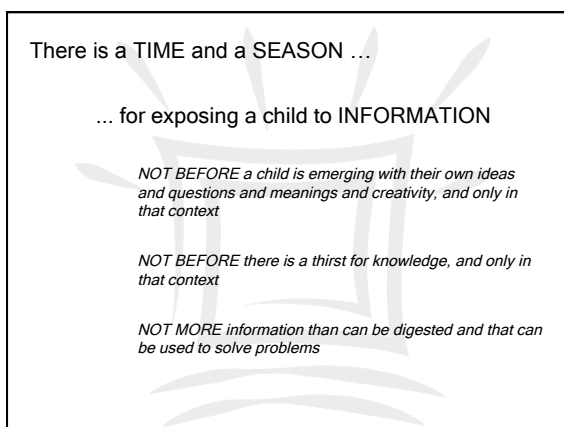 There is a TIME and a SEASON …
... for exposing a child to INFORMATION
NOT BEFORE a child is emerging with their own ideas
and questions and meanings and creativity, and only in
that context
NOT BEFORE there is a thirst for knowledge, and only in
that context
NOT MORE information than can be digested and that can
be used to solve problems